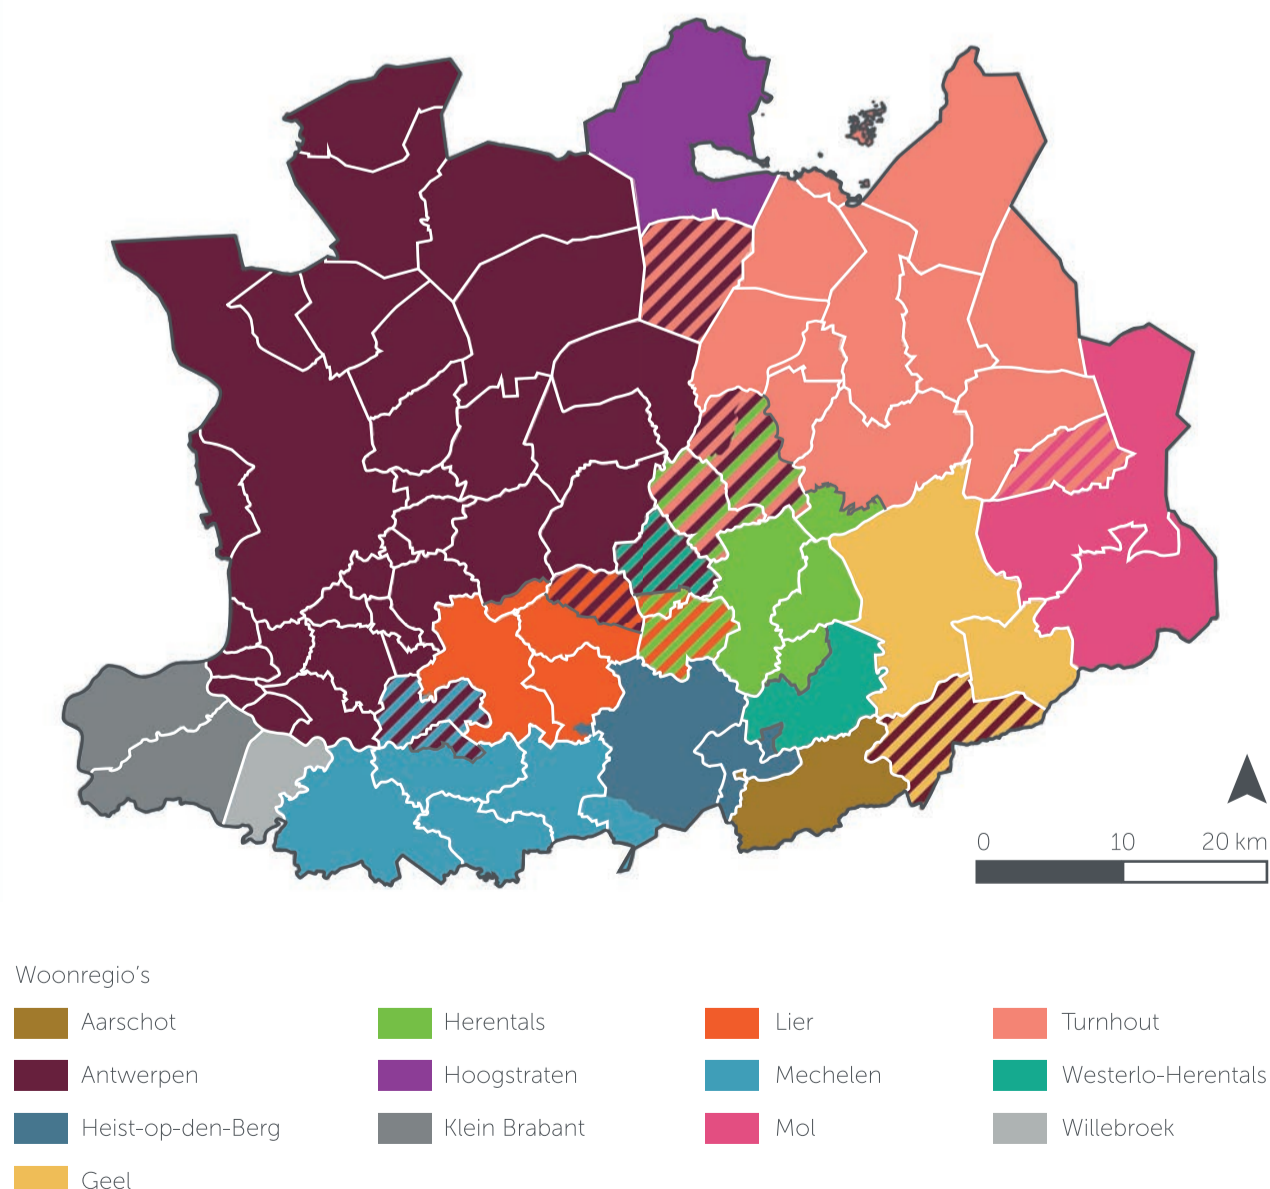 0 10 20 km
Woonregio's
Aarschot Herentals Lier Turnhout
Antwerpen Hoogstraten Mechelen Westerlo-Herentals
Heist-op-den-Berg Klein Brabant Mol Willebroek
Geel